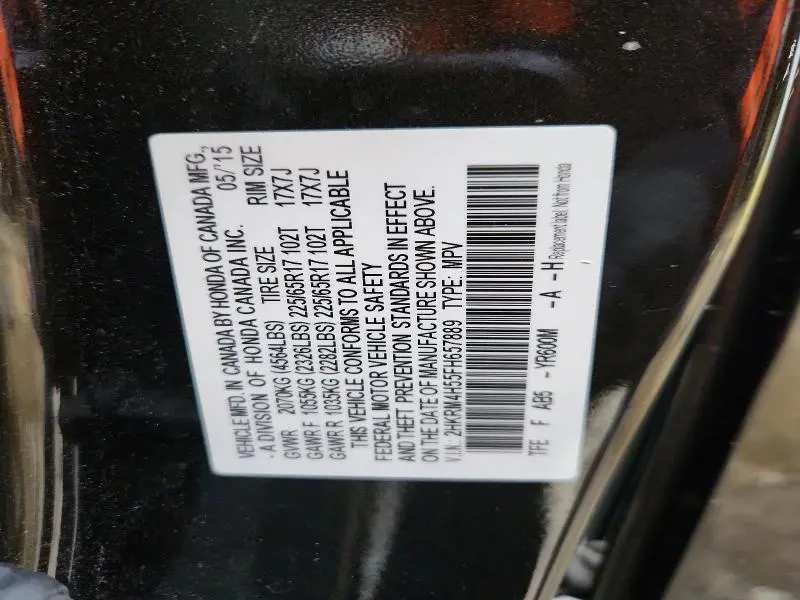 VEHICLE MFD. IN CANADA BY HONDA OF CANADA MFG.,
- A DIVISION OF HONDA CANADA INC. 05/'15
GVWR 2070KG (4564LBS) TIRE SIZE RIM SIZE
GAWR F 1055KG (2326LBS) 225/65R17 102T 17X7J
GAWR R 1035KG (2282LBS) 225/65R17 102T 17X7J
THIS VEHICLE CONFORMS TO ALL APPLICABLE
FEDERAL MOTOR VEHICLE SAFETY
AND THEFT PREVENTION STANDARDS IN EFFECT
ON THE DATE OF MANUFACTURE SHOWN ABOVE.
V.I.N.: 2HKRM4H55FH657889 TYPE: MPV
TFE F AB5 -YR600M -A -H Replacement label. Not from Honda